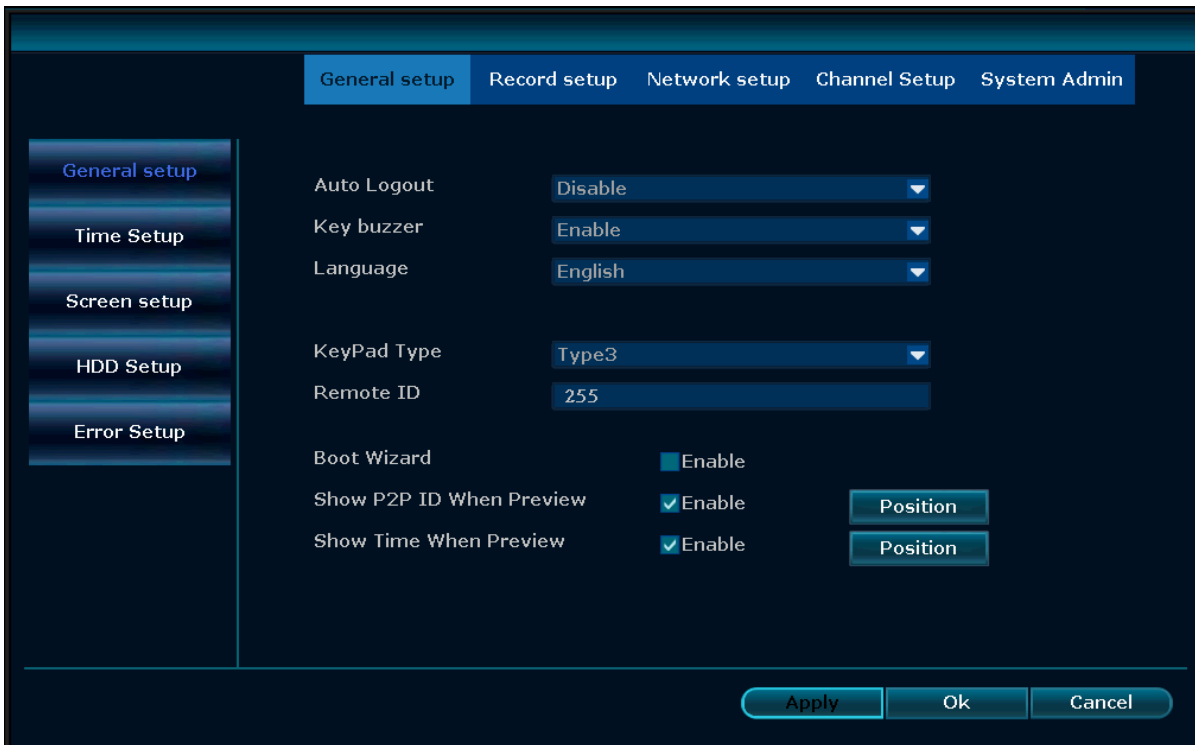 General setup Record setup Network setup Channel Setup System Admin
General setup
Time Setup
Screen setup
HDD Setup
Error Setup
Auto Logout Disable
Key buzzer Enable
Language English
KeyPad Type Type3
Remote ID 255
Boot Wizard Enable
Show P2P ID When Preview Enable Position
Show Time When Preview Enable Position
Apply Ok Cancel